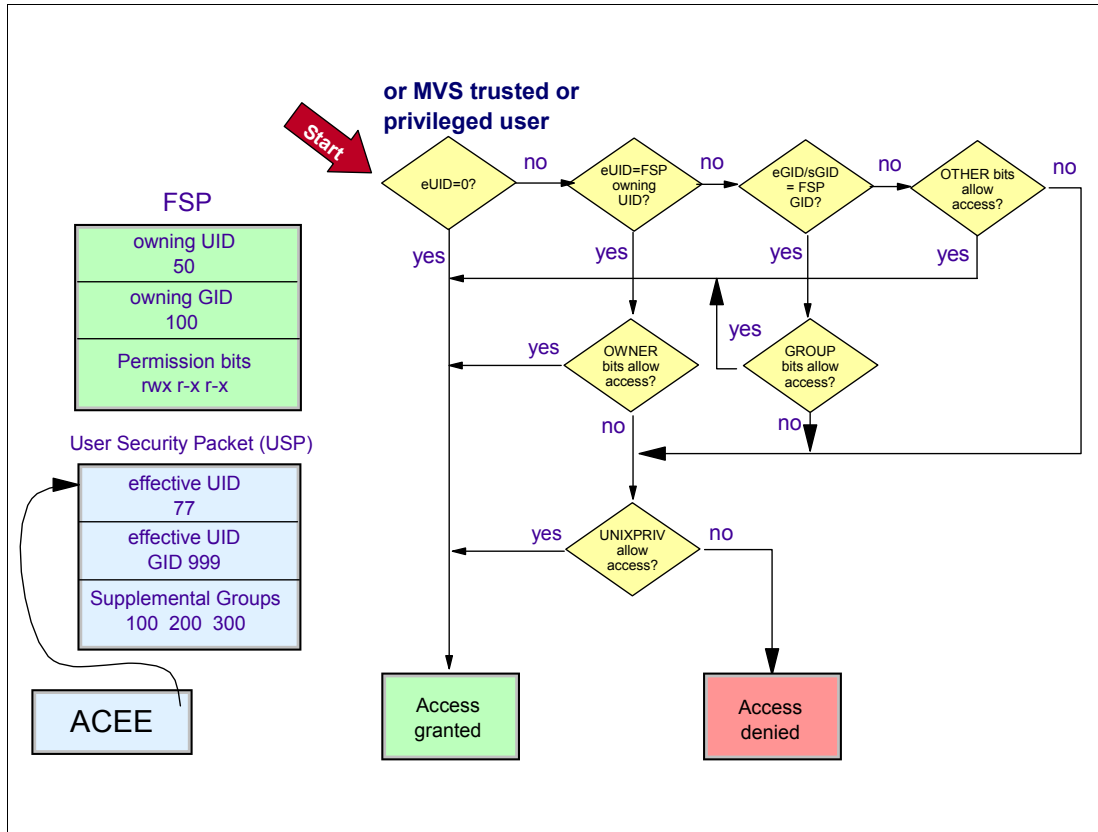 or MVS trusted or
privileged user
Start
eUID=0?
no
eUID=FSP
owning
UID?
no
eGID/sGID
= FSP
GID?
no
OTHER bits
allow
access?
no
yes
yes
yes
yes
FSP
owning UID
50
owning GID
100
Permission bits
rwx r-x r-x
yes
OWNER
bits allow
access?
yes
GROUP
bits allow
access?
no
no
User Security Packet (USP)
effective UID
77
effective UID
GID 999
Supplemental Groups
100 200 300
yes
UNIXPRIV
allow
access?
no
ACEE
Access
granted
Access
denied